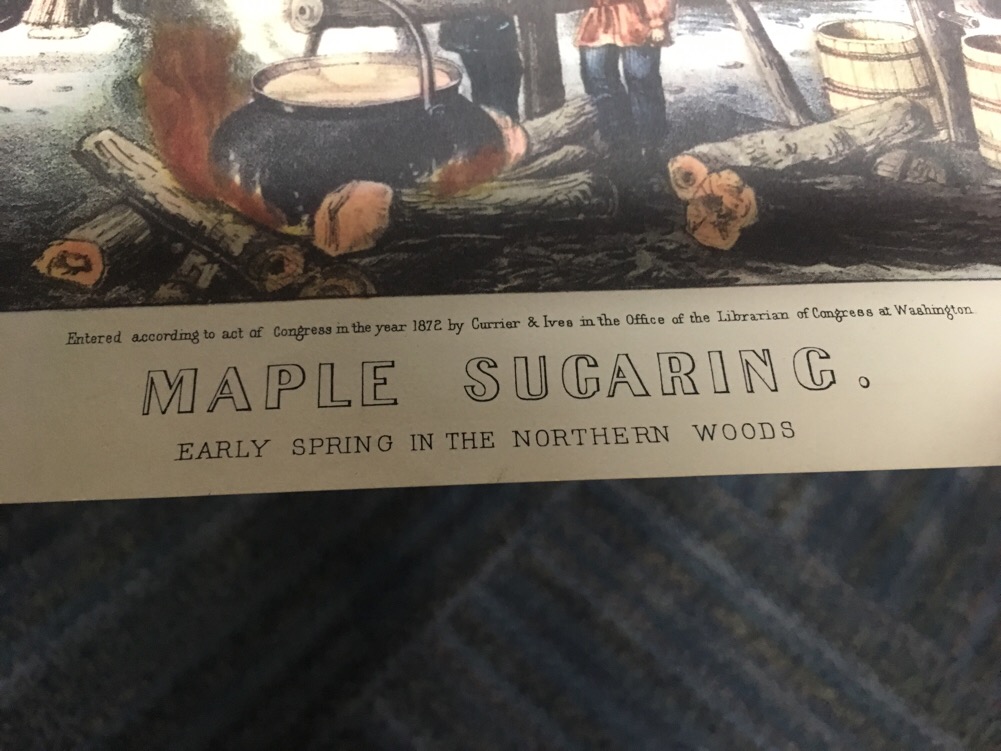 Entered according to act of Congress in the year 1872 by Currier & Ives in the Office of the Librarian of Congress at Washington
MAPLE SUGARING.
EARLY SPRING IN THE NORTHERN WOODS